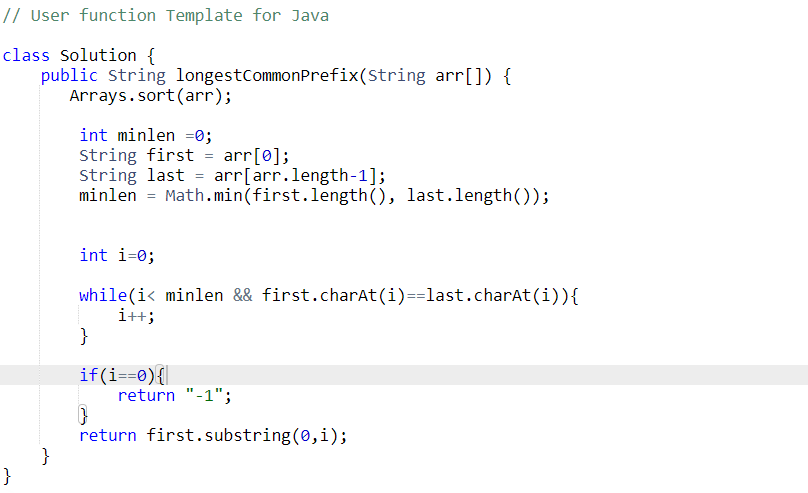 // User function Template for Java
class Solution {
public String longestCommonPrefix(String arr[]) {
Arrays.sort(arr);
int minlen =0;
String first = arr[0];
String last = arr[arr.length-1];
minlen = Math.min(first.length(), last.length());
int i=0;
while(i< minlen && first.charAt(i)==last.charAt(i)){
i++;
}
if(i==0){
return "-1";
}
return first.substring(0,i);
}
}